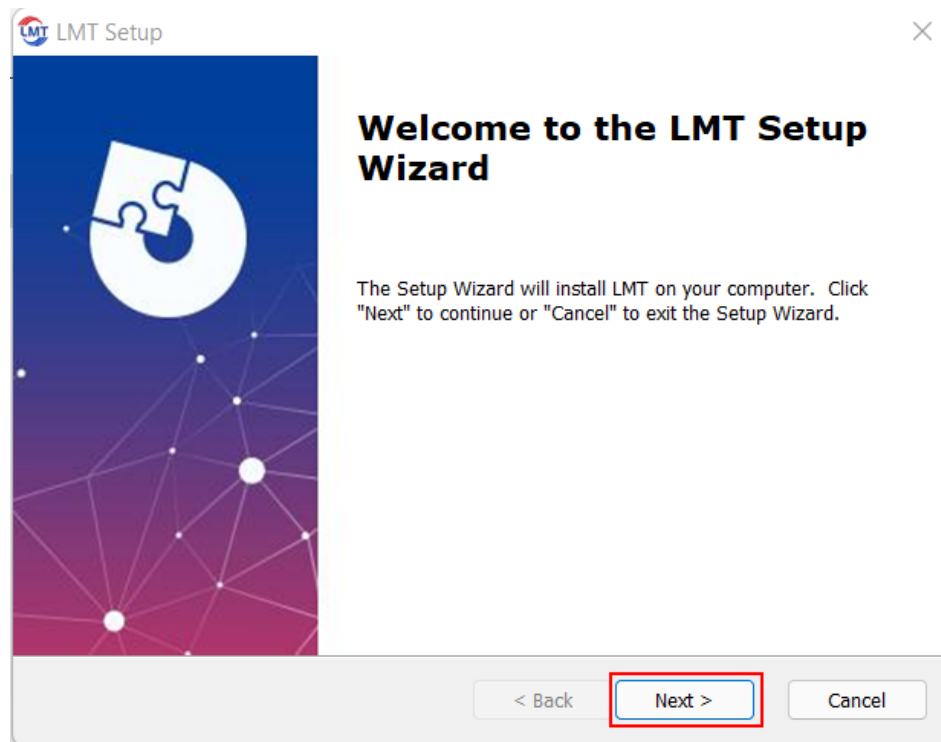 LMT LMT Setup
Welcome to the LMT Setup
Wizard
The Setup Wizard will install LMT on your computer.  Click
"Next" to continue or "Cancel" to exit the Setup Wizard.
< Back Next > Cancel